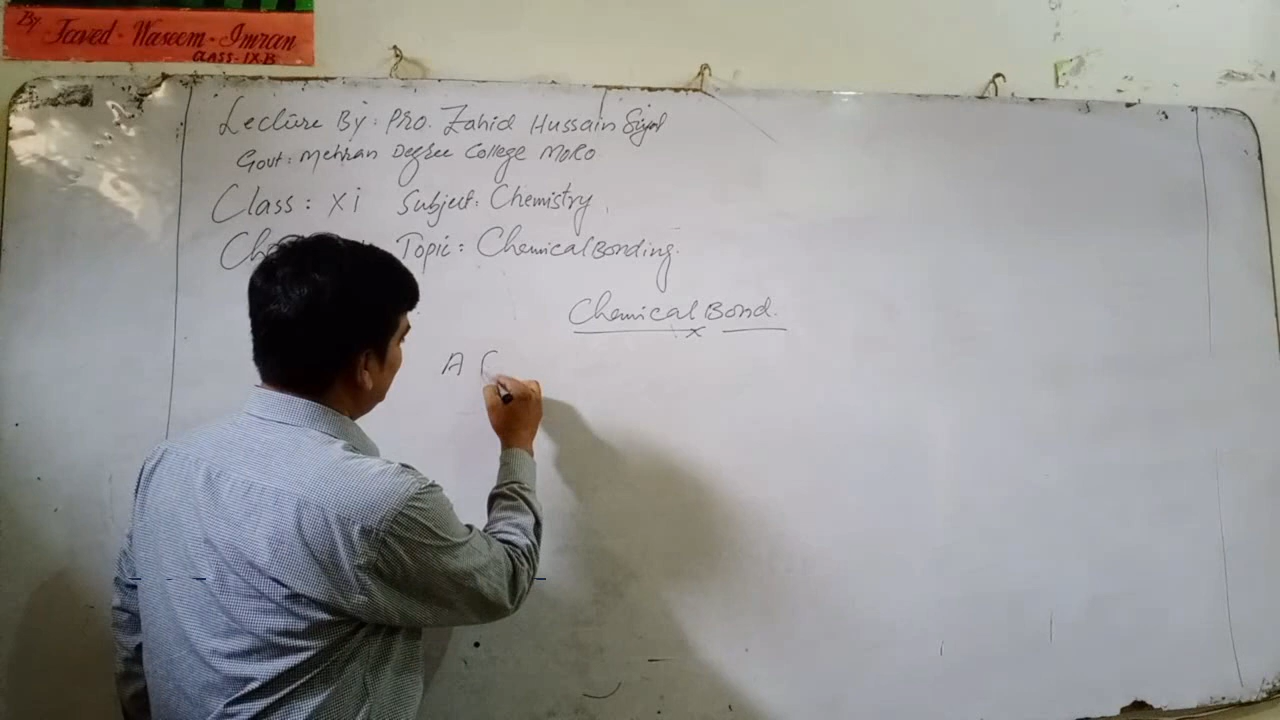 By
Javed - Waseem - Imran
CLASS-IX.B
Lecture By: Pro. Zahid Hussain Siyal
Govt: Mehran Degree College Moro
Class: XI Subject: Chemistry
Topic: Chemical Bonding.
Chemical Bond.
A C